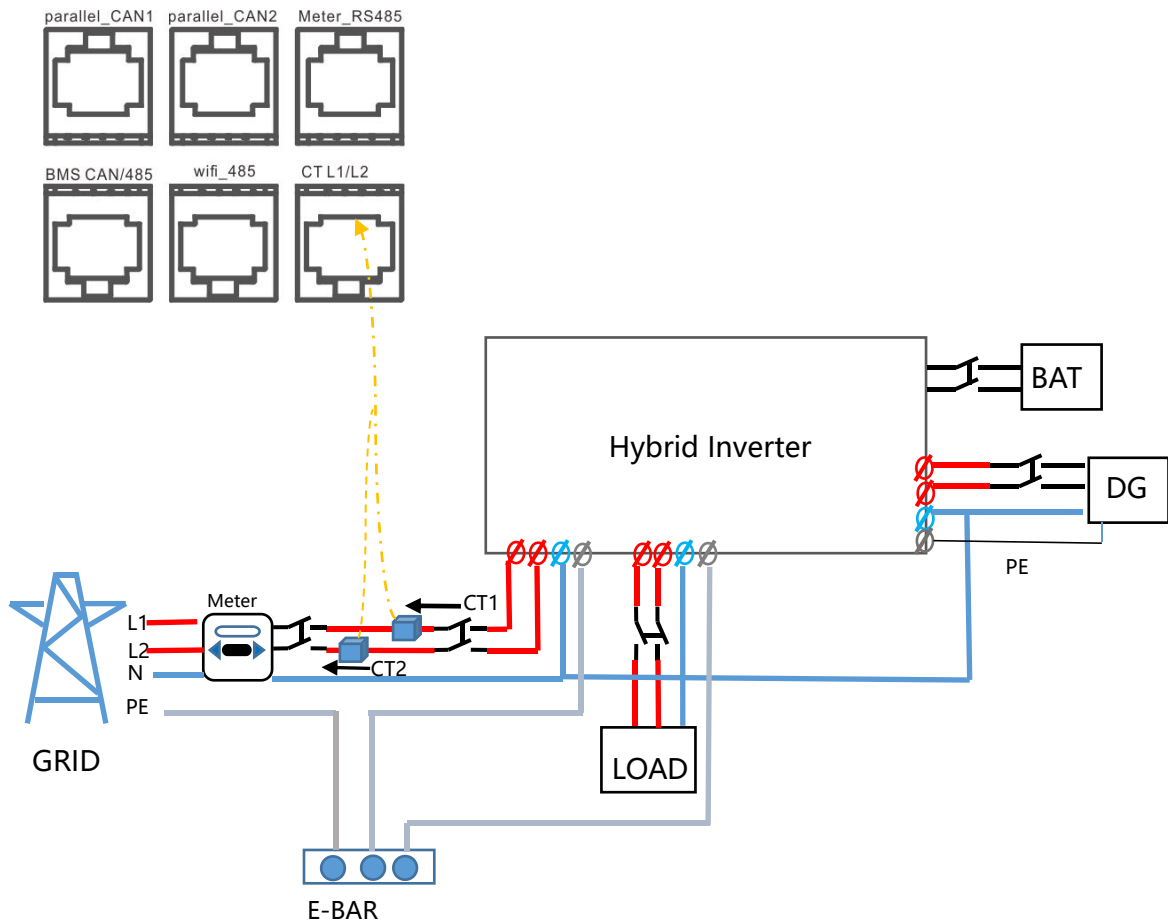 parallel_CAN1 parallel_CAN2 Meter_RS485
BMS CAN/485 wifi_485 CT L1/L2
Hybrid Inverter
BAT
DG
PE
Meter
CT1
L1
L2
CT2
N
PE
GRID
LOAD
E-BAR